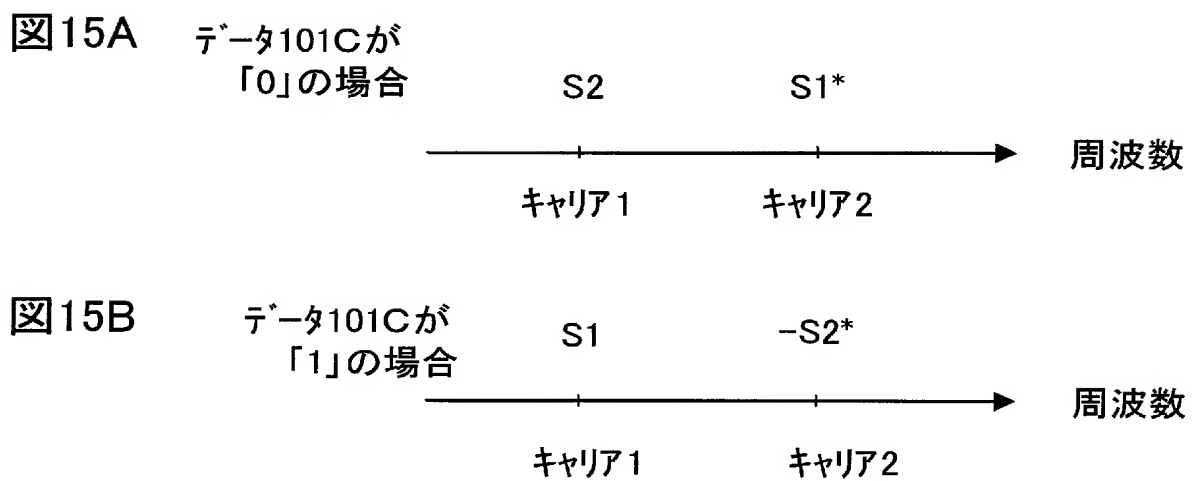 図15A
データ101Cが
「0」の場合
S2
S1*
周波数
キャリア1
キャリア2
図15B
データ101Cが
「1」の場合
S1
-S2*
周波数
キャリア1
キャリア2